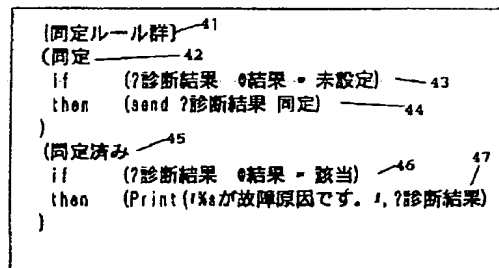 {同定ルール群} 41
(同定 42
if (?診断結果 @結果 = 未設定) 43
then (send ?診断結果 同定) 44
)
(同定済み 45
if (?診断結果 @結果 = 該当) 46 47
then (Print('%sが故障原因です。', ?診断結果)
)